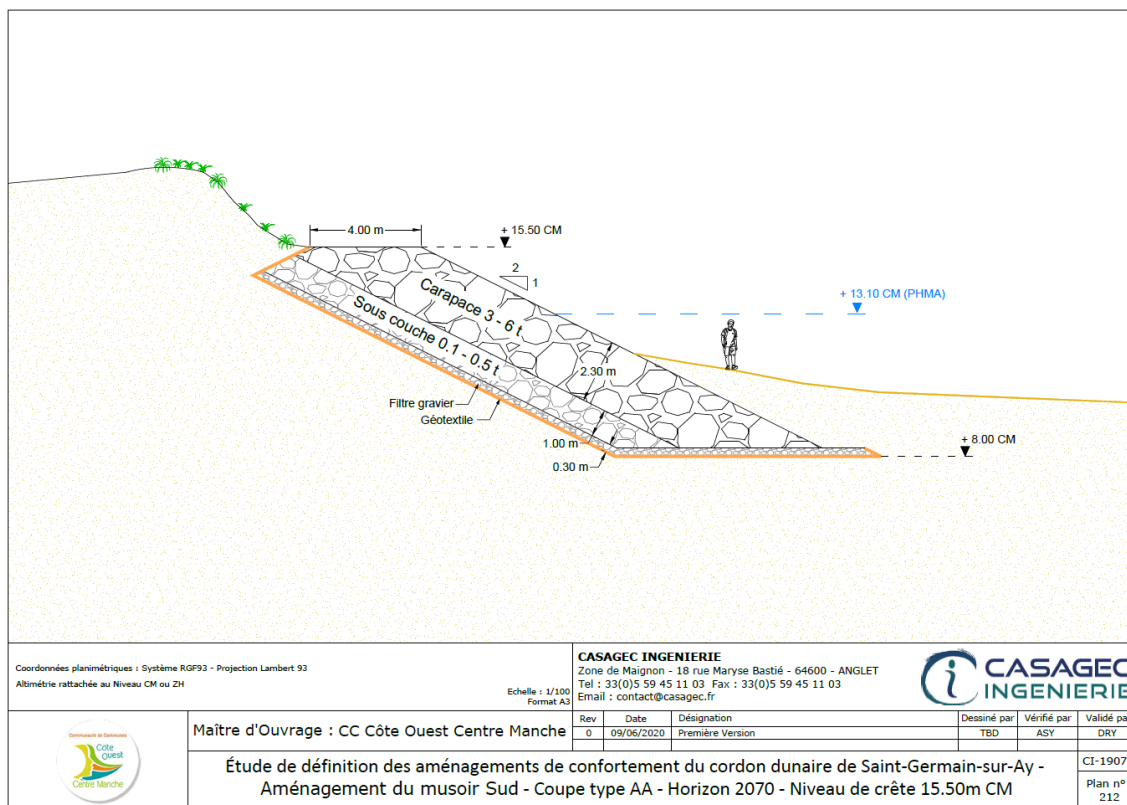 4.00 m
+ 15.50 CM
2
1
+ 13.10 CM (PHMA)
Carapace 3 - 6 t
Sous couche 0.1 - 0.5 t
2.30 m
Filtre gravier
Géotextile
1.00 m
0.30 m
+ 8.00 CM
Coordonnées planimétriques : Système RGF93 - Projection Lambert 93
Altimétrie rattachée au Niveau CM ou ZH
Echelle : 1/100
Format A3
CASAGEC INGENIERIE
Zone de Maignon - 18 rue Maryse Bastié - 64600 - ANGLET
Tel : 33(0)5 59 45 11 03 Fax : 33(0)5 59 45 11 03
Email : contact@casagec.fr
CASAGEC
INGENIERIE
Communauté de Communes
Côte
Ouest
Centre Manche
Maître d'Ouvrage : CC Côte Ouest Centre Manche
Rev Date Désignation Dessiné par Vérifié par Validé pa
0 09/06/2020 Première Version TBD ASY DRY
Étude de définition des aménagements de confortement du cordon dunaire de Saint-Germain-sur-Ay -
Aménagement du musoir Sud - Coupe type AA - Horizon 2070 - Niveau de crête 15.50m CM
CI-1907
Plan n°
212